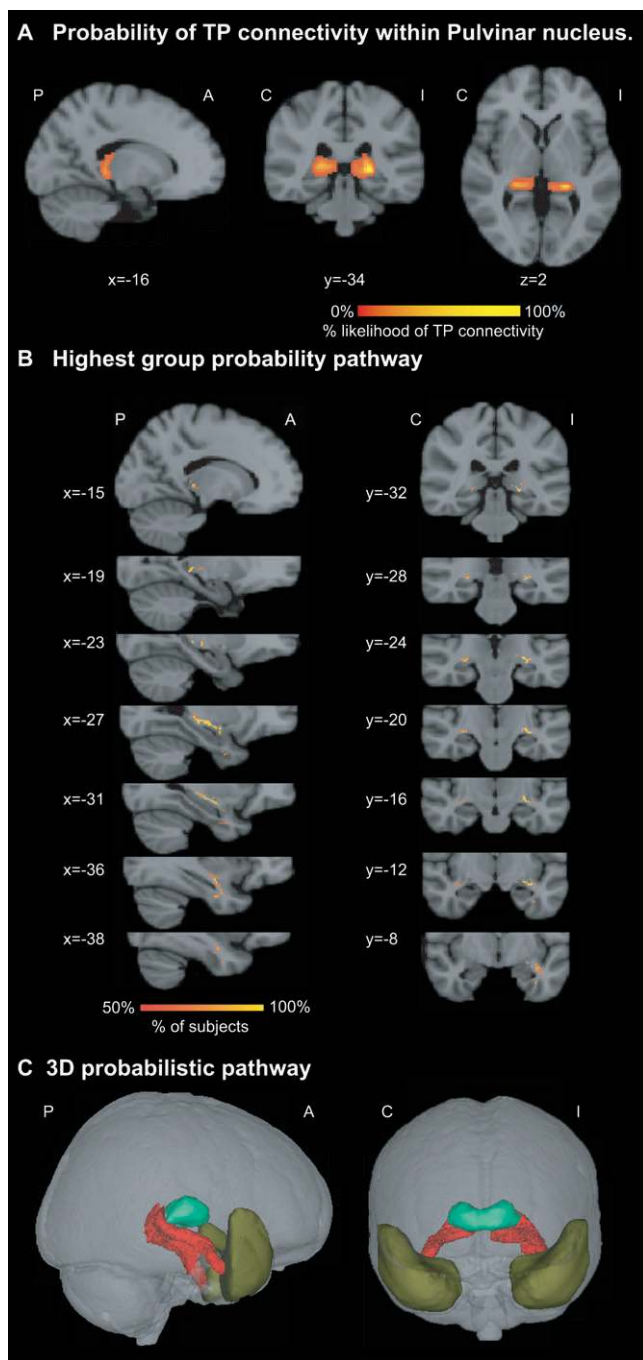 A Probability of TP connectivity within Pulvinar nucleus.
P A C I C I
x=-16 y=-34 z=2
0% 100%
% likelihood of TP connectivity
B Highest group probability pathway
P A C I
x=-15 y=-32
x=-19 y=-28
x=-23 y=-24
x=-27 y=-20
x=-31 y=-16
x=-36 y=-12
x=-38 y=-8
50% 100%
% of subjects
C 3D probabilistic pathway
P A C I